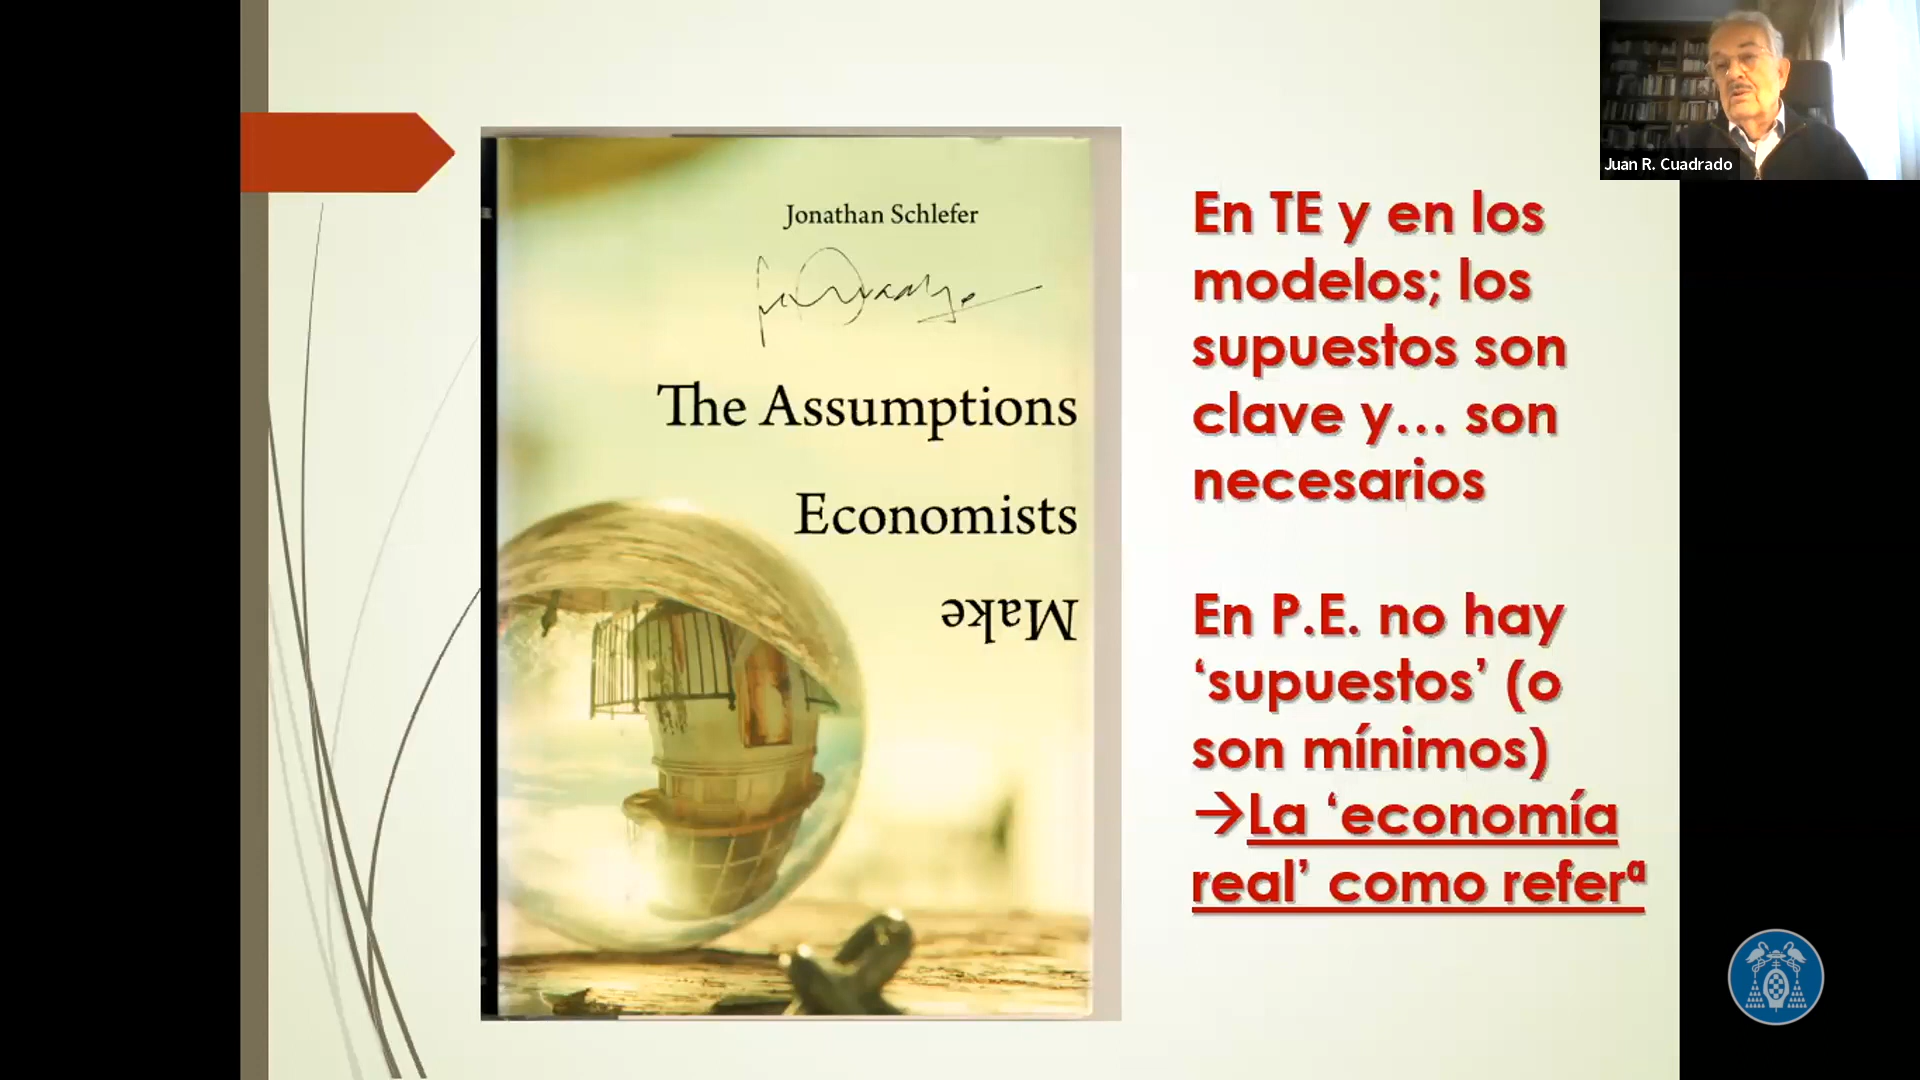 Juan R. Cuadrado
Jonathan Schlefer
The Assumptions
Economists
Make
En TE y en los
modelos; los
supuestos son
clave y... son
necesarios
En P.E. no hay
‘supuestos’ (o
son mínimos)
→La ‘economía
real’ como referª